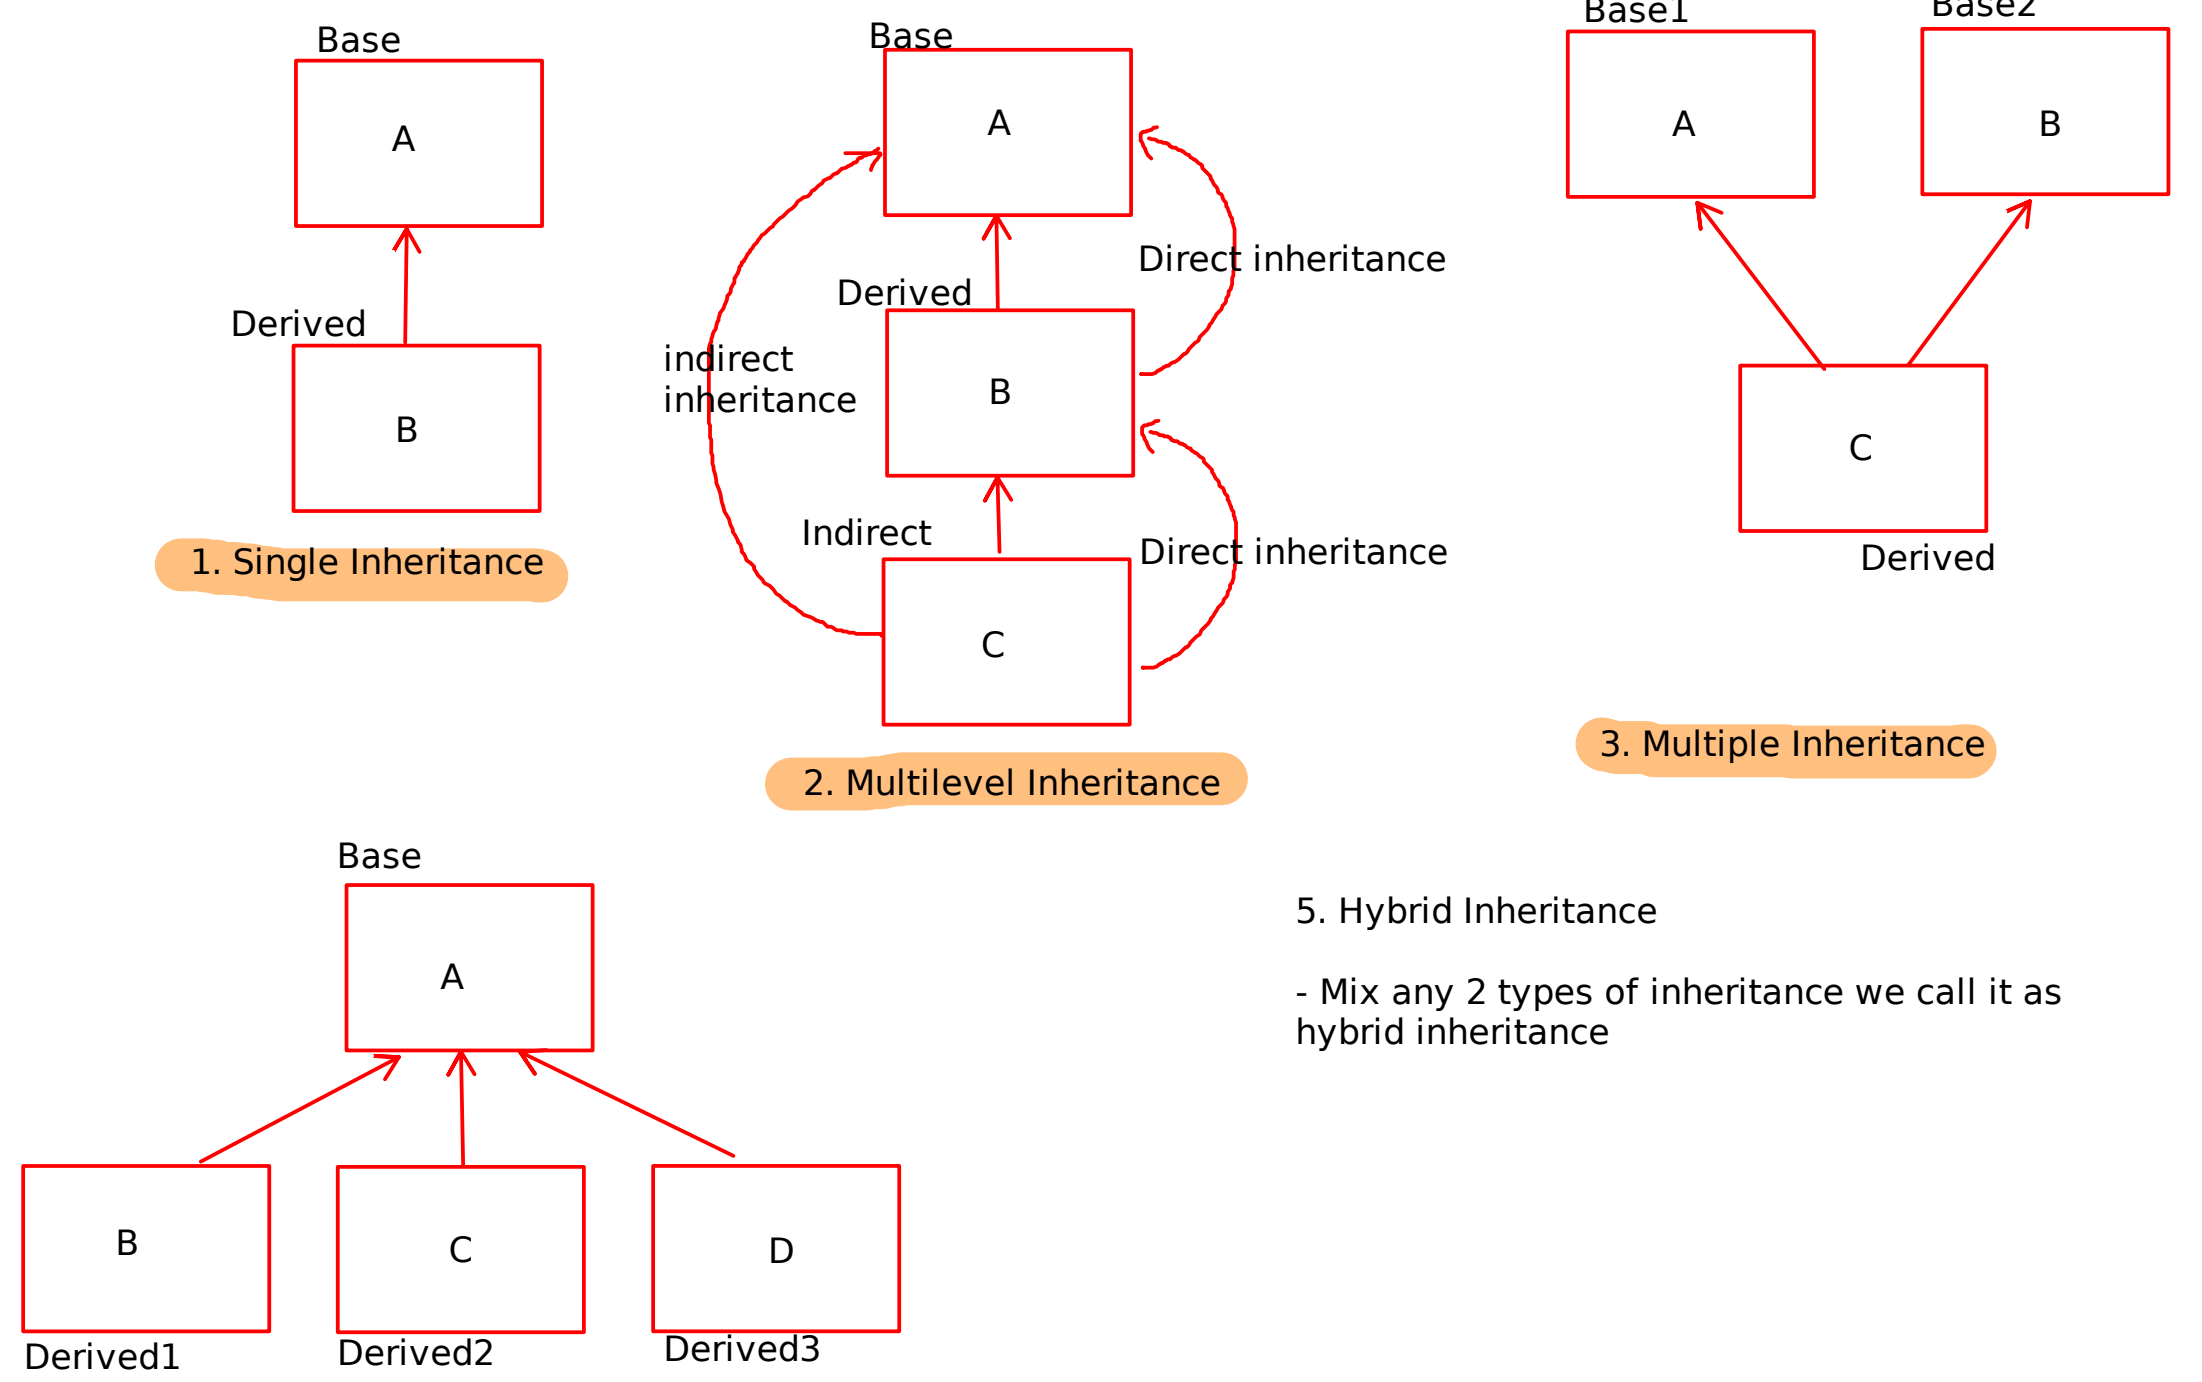 Base
A
Derived
B
1. Single Inheritance
Base
A
Direct inheritance
Derived
indirect
inheritance
B
Indirect
Direct inheritance
C
2. Multilevel Inheritance
Base1
Base2
A
B
C
Derived
3. Multiple Inheritance
Base
A
B
C
D
Derived1
Derived2
Derived3
5. Hybrid Inheritance
- Mix any 2 types of inheritance we call it as
hybrid inheritance